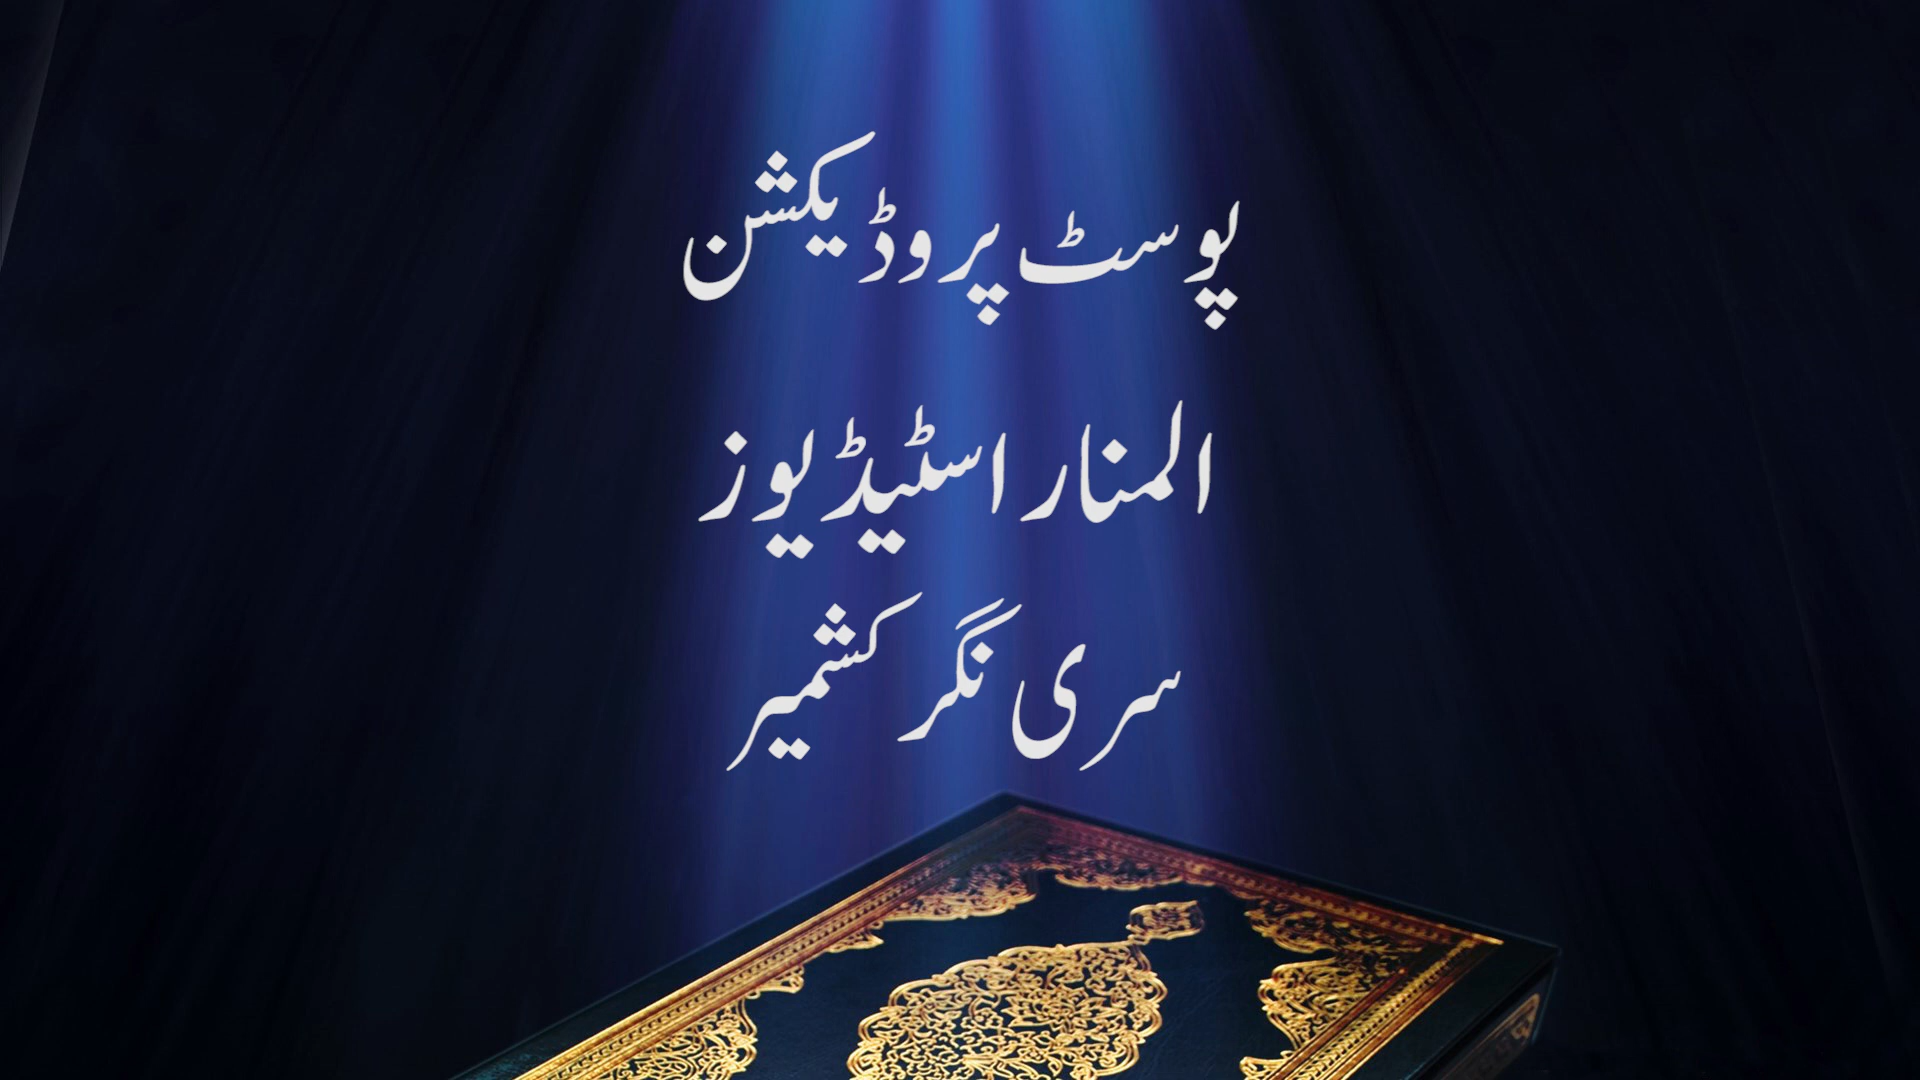 پوسٹ پروڈیکشن
المنار اسٹیڈیوز
سری نگر کشمیر